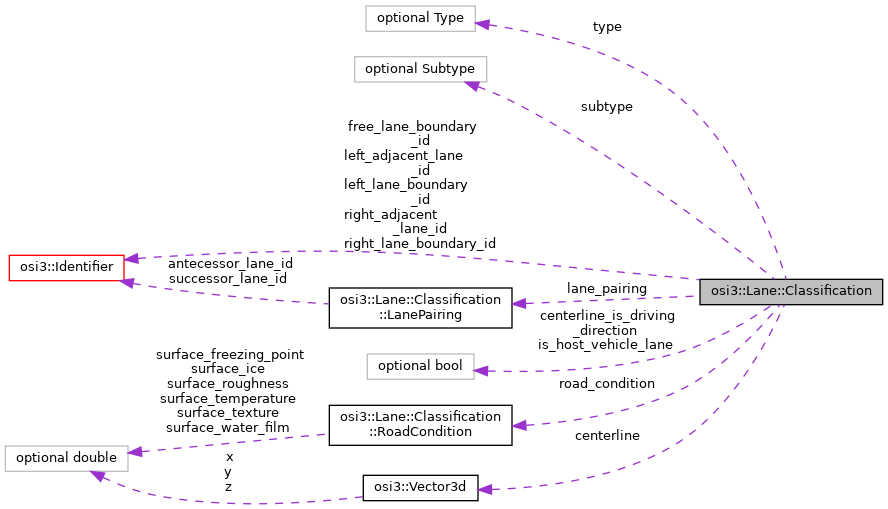 optional Type
type
optional Subtype
subtype
free_lane_boundary
_id
left_adjacent_lane
_id
left_lane_boundary
_id
right_adjacent
_lane_id
right_lane_boundary_id
osi3::Identifier
antecessor_lane_id
successor_lane_id
osi3::Lane::Classification
::LanePairing
lane_pairing
osi3::Lane::Classification
centerline_is_driving
_direction
is_host_vehicle_lane
optional bool
road_condition
surface_freezing_point
surface_ice
surface_roughness
surface_temperature
surface_texture
surface_water_film
osi3::Lane::Classification
::RoadCondition
centerline
optional double
x
y
z
osi3::Vector3d